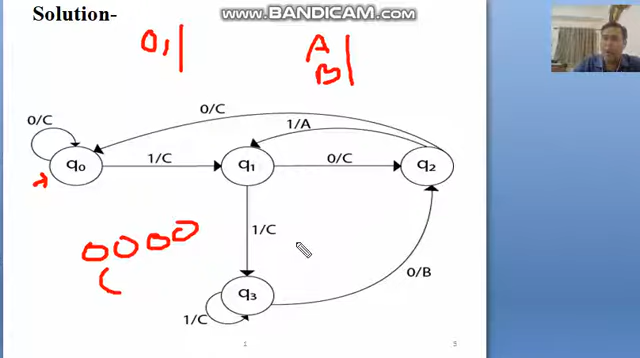 WWW.BANDICAM.COM
Solution-
0,1
A
B
0/C
0/C
1/A
q0
1/C
q1
0/C
q2
1/C
0000
C
0/B
q3
1/C
1
3